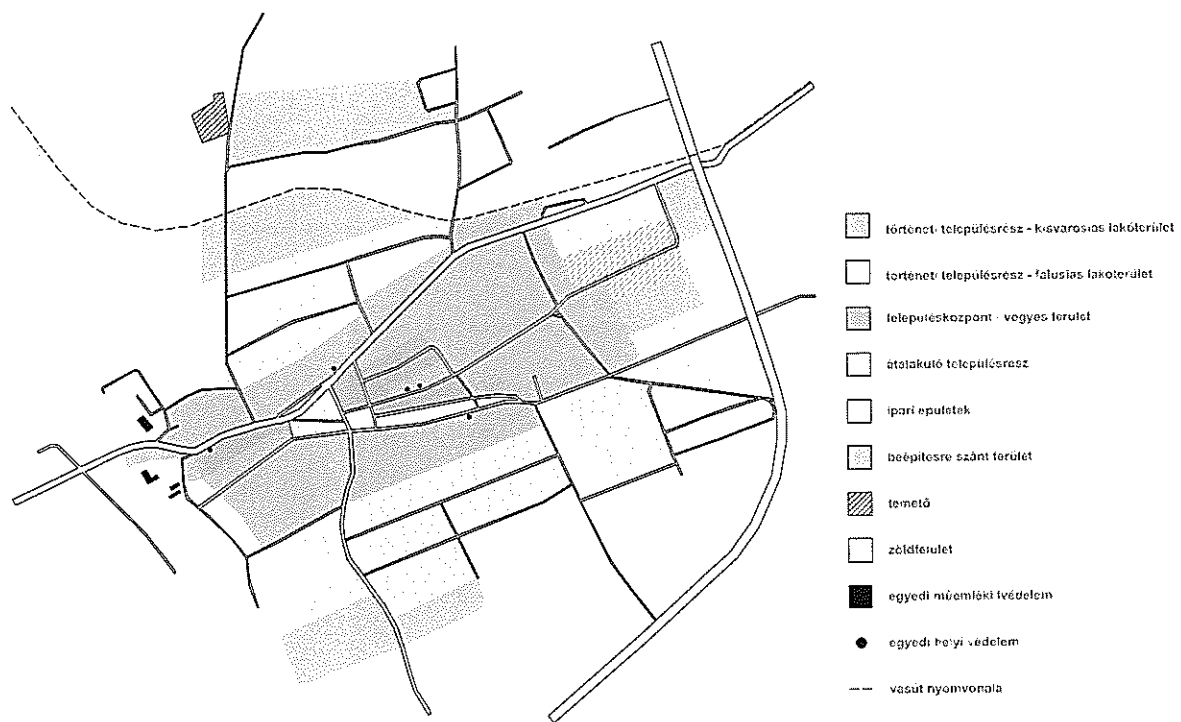 történeti településrész - kisvárosias lakóterület
történeti településrész - falusias lakóterület
településközpont - vegyes terület
átalakuló településrész
ipari épületek
beépítésre szánt terület
temető
zöldterület
egyedi műemléki védelem
egyedi helyi védelem
vasút nyomvonala